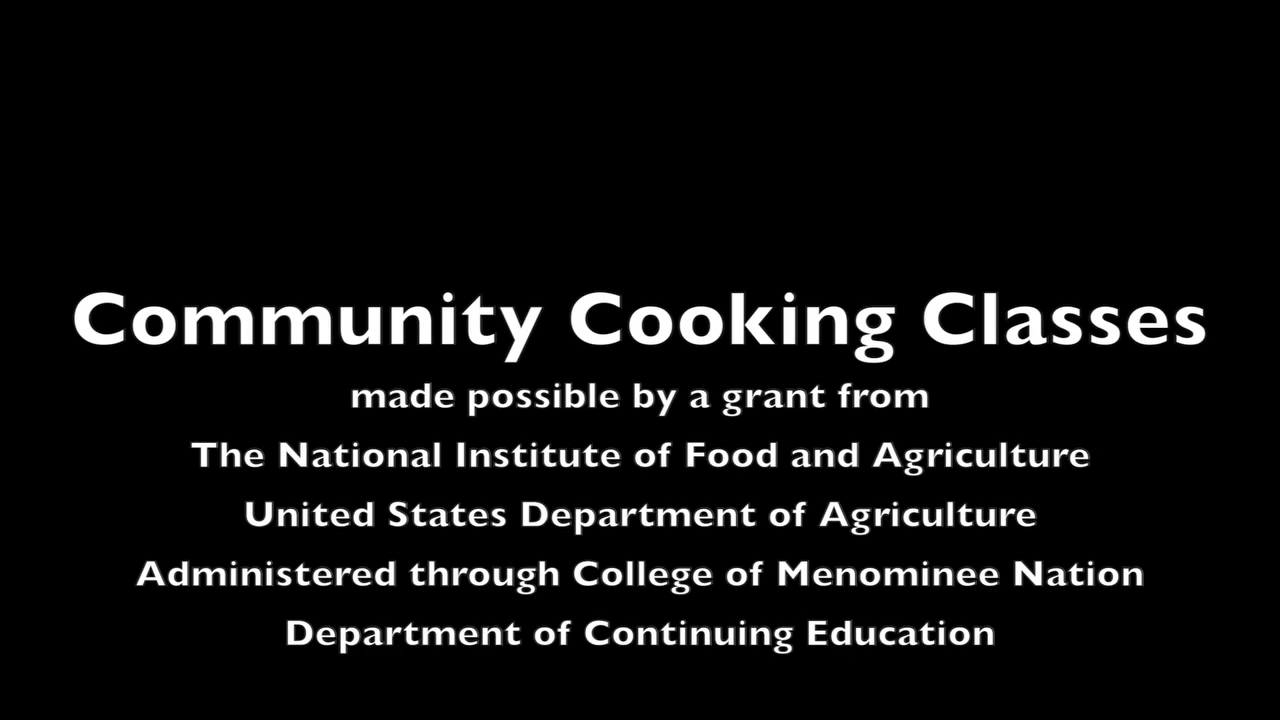 Community Cooking Classes
made possible by a grant from
The National Institute of Food and Agriculture
United States Department of Agriculture
Administered through College of Menominee Nation
Department of Continuing Education